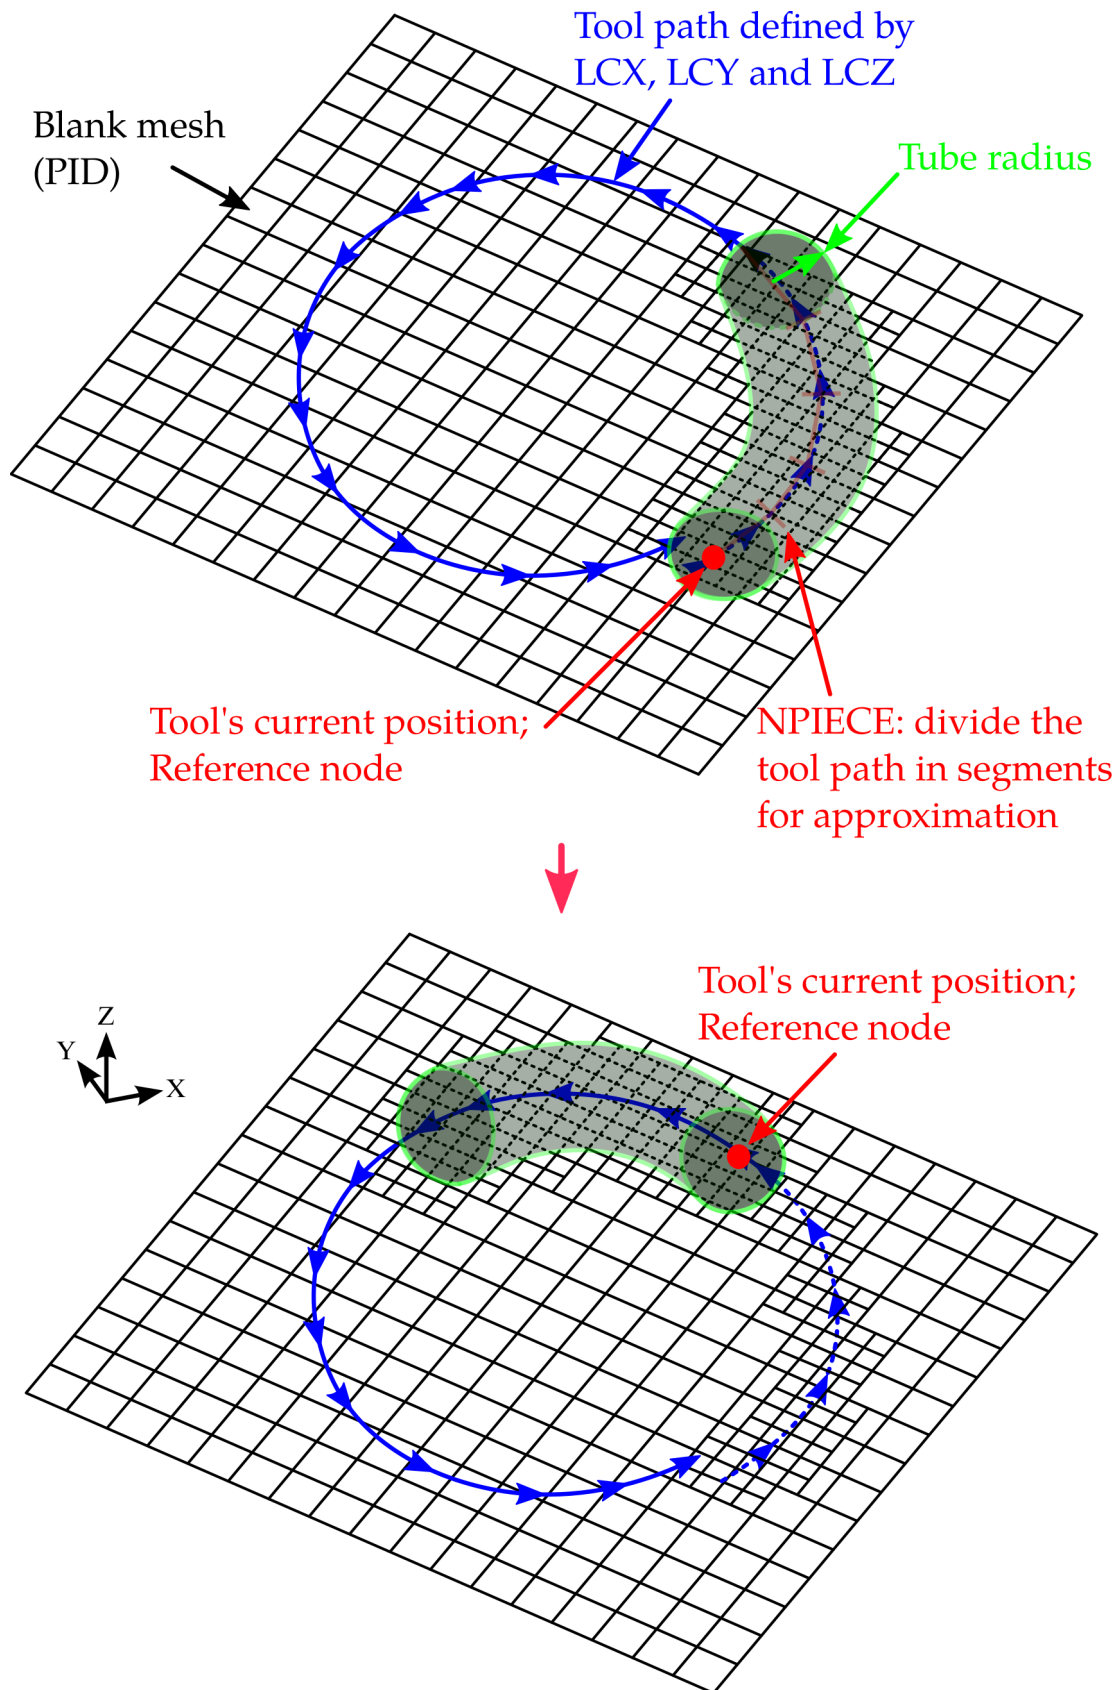 Tool path defined by
LCX, LCY and LCZ
Blank mesh
(PID)
Tube radius
Tool's current position;
Reference node
NPIECE: divide the
tool path in segments
for approximation
Tool's current position;
Reference node
Z
Y
X